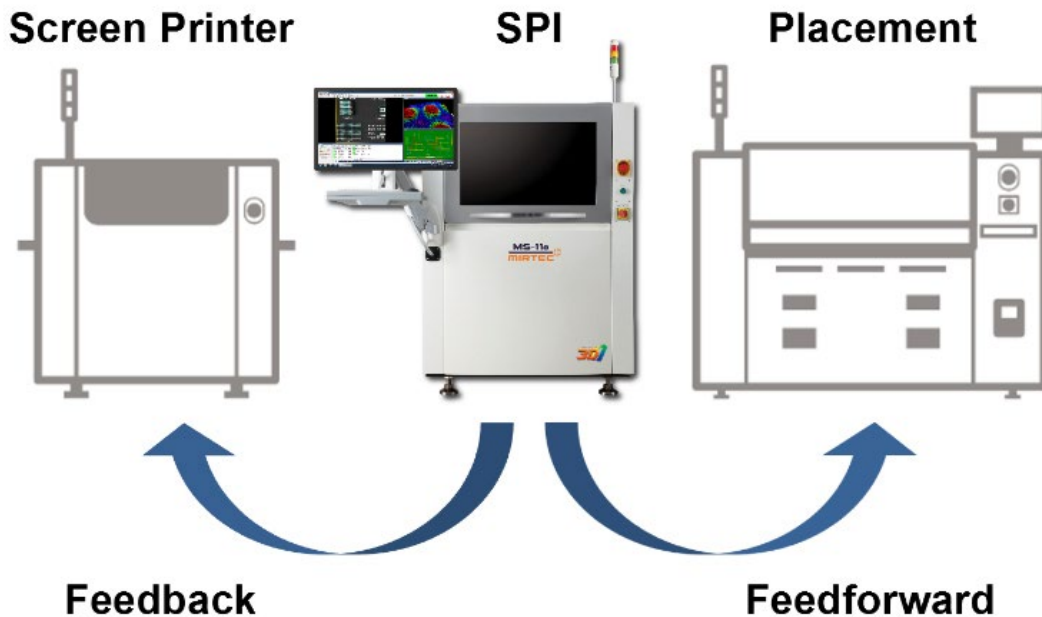 Screen Printer
SPI
Placement
MS-11e
MIRTEC
3D
Feedback
Feedforward